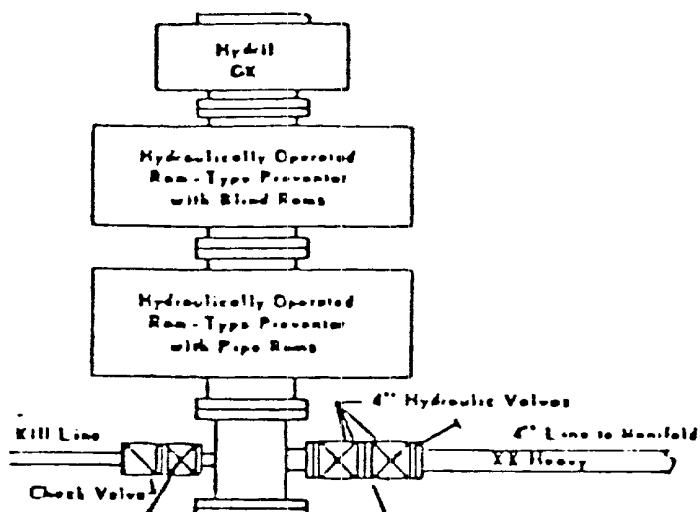 Hydril
GK
Hydraulically Operated
Ram-Type Preventer
with Blind Rams
Hydraulically Operated
Ram-Type Preventer
with Pipe Rams
4" Hydraulic Valves
Kill Line
4" Line to Manifold
XX Heavy
Check Valve